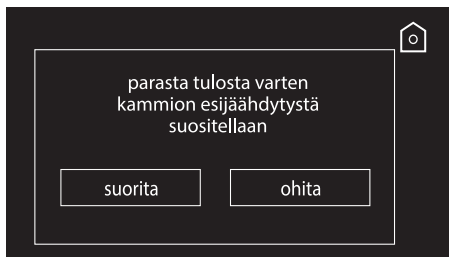 parasta tulosta varten
kammion esijäähdytystä
suositellaan
suorita
ohita